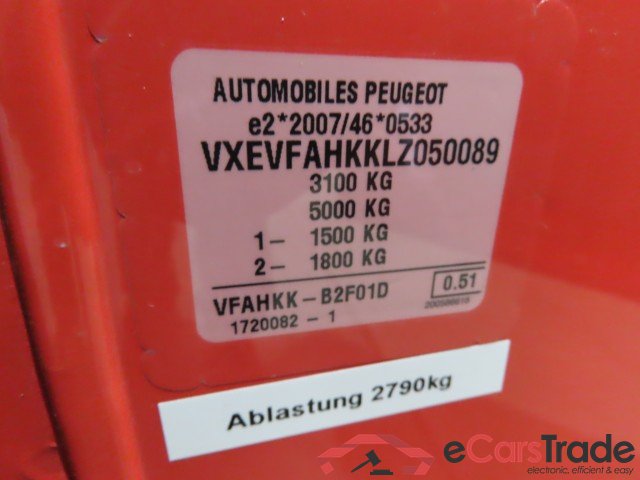 AUTOMOBILES PEUGEOT
e2*2007/46*0533
VXEVFAHKKLZ050089
3100 KG
5000 KG
1- 1500 KG
2- 1800 KG
VFAHKK-B2F01D 0.51
1720082-1
Ablastung 2790kg
eCarsTrade
electronic, efficient & easy